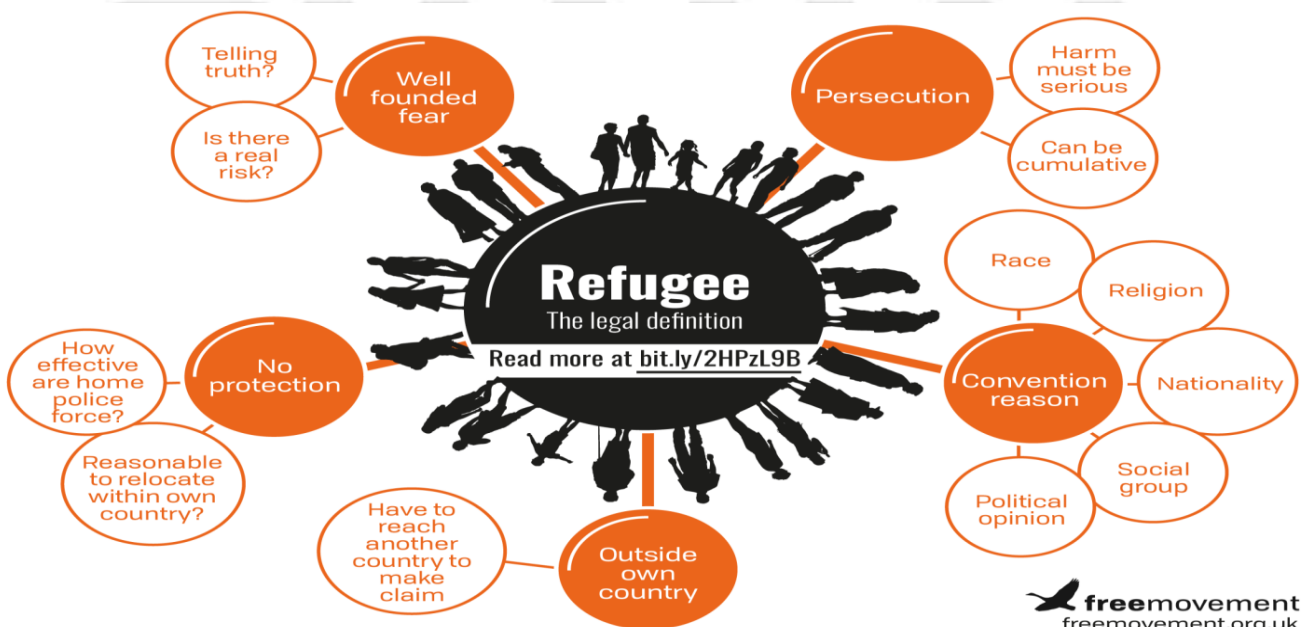 Telling
truth?
Well
founded
fear
Is there
a real
risk?
Persecution
Harm
must be
serious
Can be
cumulative
Refugee
The legal definition
Read more at bit.ly/2HPzL9B
Race
Religion
Convention
reason
Nationality
Social
group
Political
opinion
No
protection
How
effective
are home
police
force?
Reasonable
to relocate
within own
country?
Have to
reach
another
country to
make
claim
Outside
own
country
freemovement
freemovement.org.uk